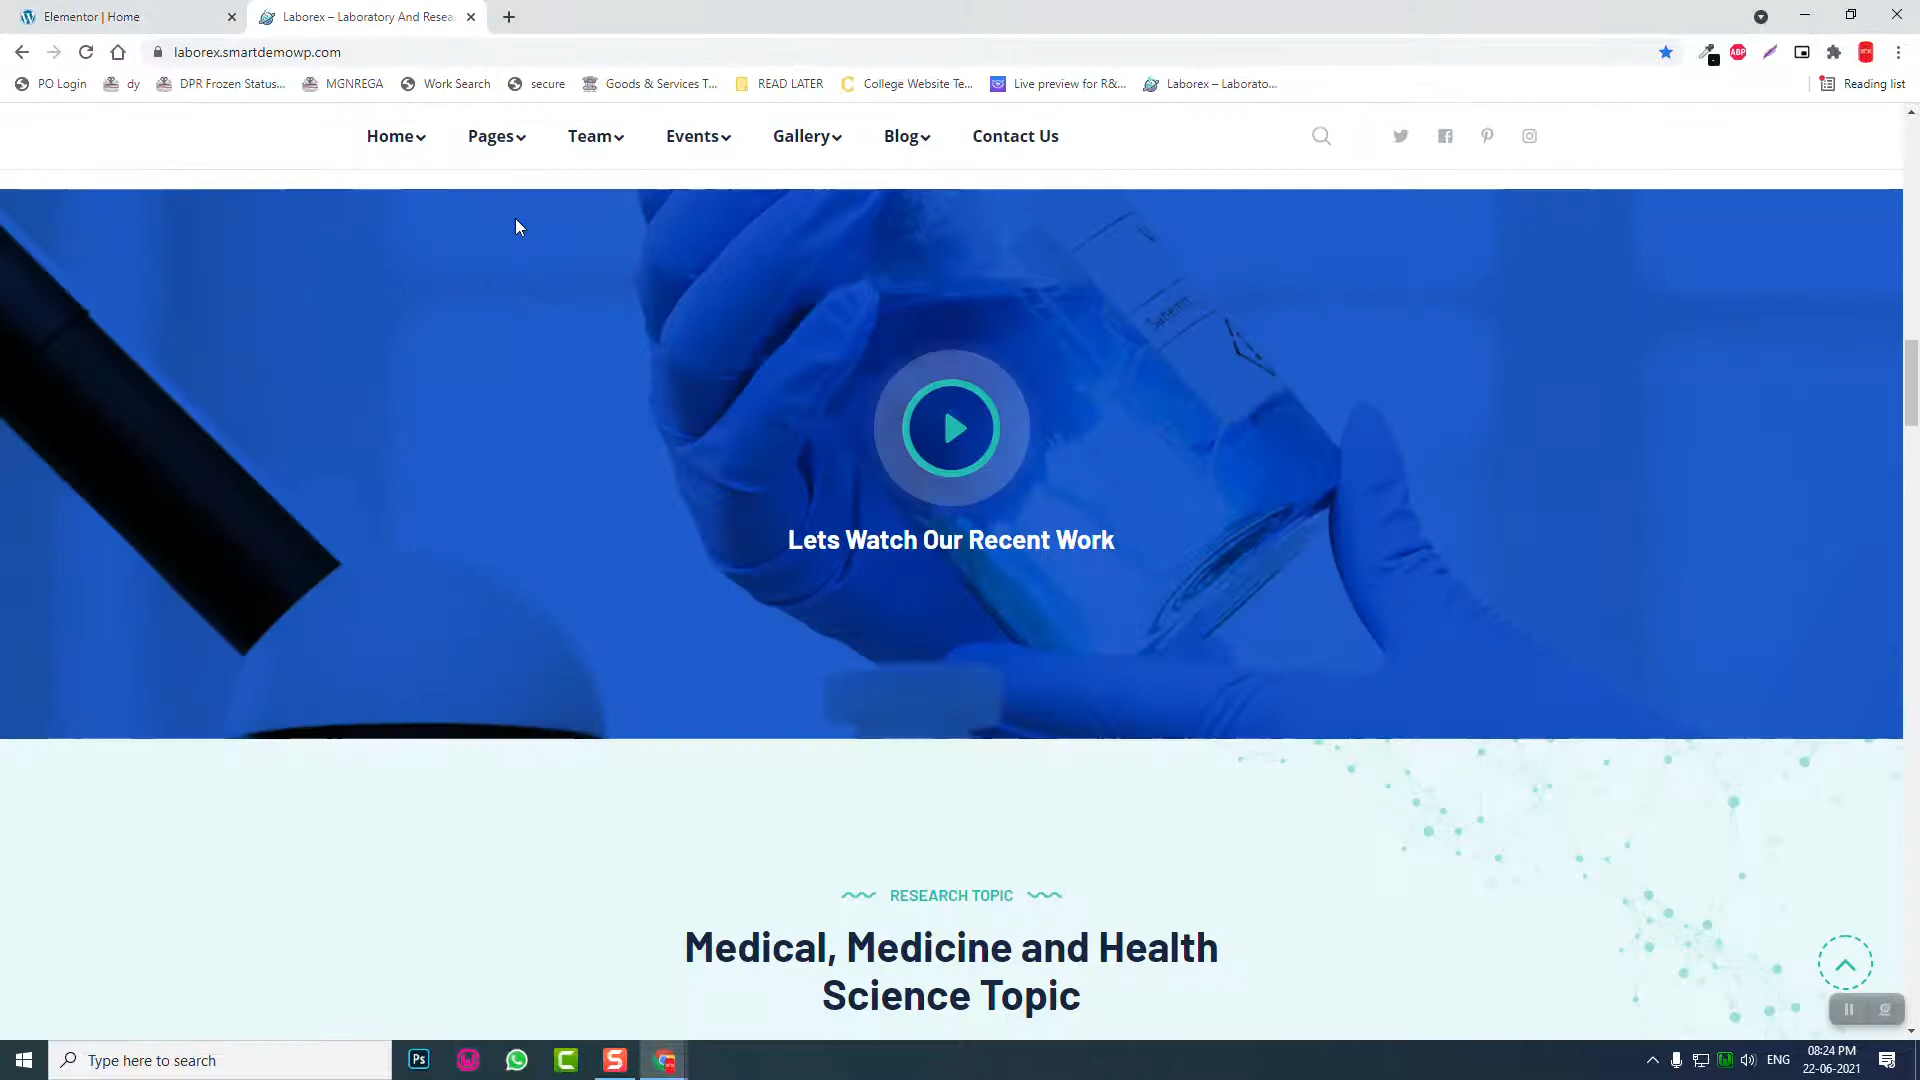 Elementor | Home
Laborex – Laboratory And Resea
laborex.smartdemowp.com
PO Login
dy
DPR Frozen Status...
MGNREGA
Work Search
secure
Goods & Services T...
READ LATER
College Website Te...
Live preview for R&...
Laborex – Laborato...
Reading list
Home
Pages
Team
Events
Gallery
Blog
Contact Us
Lets Watch Our Recent Work
RESEARCH TOPIC
Medical, Medicine and Health
Science Topic
Type here to search
Ps
ENG
08:24 PM
22-06-2021